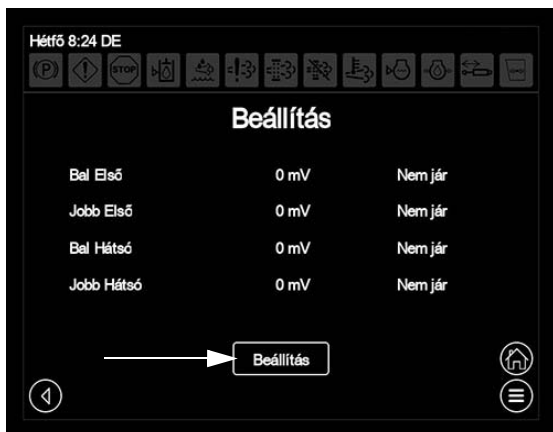 Hétfő 8:24 DE
STOP
Beállítás
Bal Első 0 mV Nem jár
Jobb Első 0 mV Nem jár
Bal Hátsó 0 mV Nem jár
Jobb Hátsó 0 mV Nem jár
Beállítás